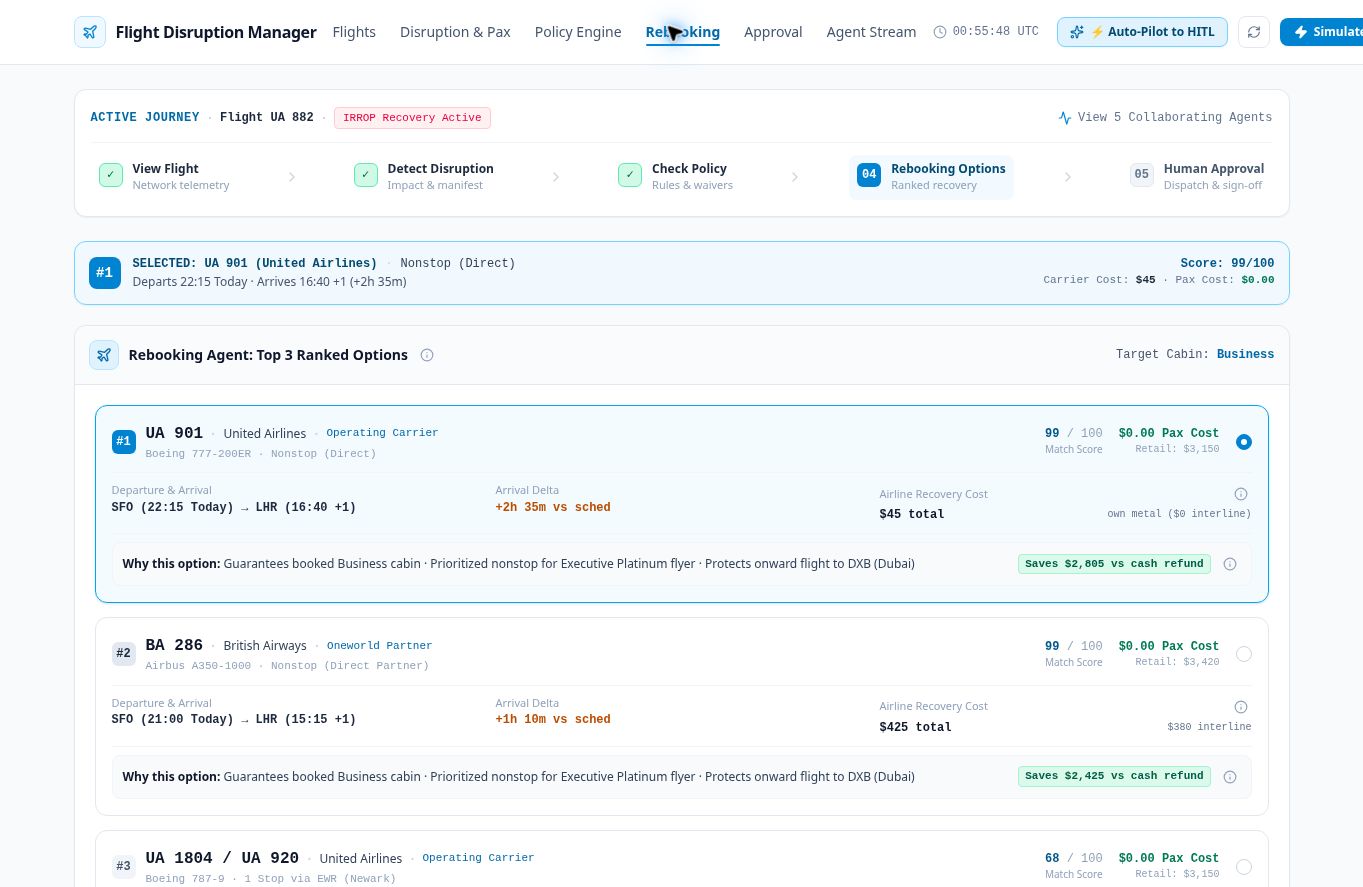 Flight Disruption Manager Flights Disruption & Pax Policy Engine Rebooking Approval Agent Stream 00:55:48 UTC ⚡ Auto-Pilot to HITL Simulate
ACTIVE JOURNEY · Flight UA 882 · IRROP Recovery Active View 5 Collaborating Agents
✓ View Flight ✓ Detect Disruption ✓ Check Policy 04 Rebooking Options 05 Human Approval
Network telemetry Impact & manifest Rules & waivers Ranked recovery Dispatch & sign-off
#1 SELECTED: UA 901 (United Airlines) · Nonstop (Direct) Score: 99/100
Departs 22:15 Today · Arrives 16:40 +1 (+2h 35m) Carrier Cost: $45 · Pax Cost: $0.00
Rebooking Agent: Top 3 Ranked Options Target Cabin: Business
#1 UA 901 · United Airlines · Operating Carrier 99 / 100 $0.00 Pax Cost
Boeing 777-200ER · Nonstop (Direct) Match Score Retail: $3,150
Departure & Arrival Arrival Delta Airline Recovery Cost
SFO (22:15 Today) → LHR (16:40 +1) +2h 35m vs sched $45 total own metal ($0 interline)
Why this option: Guarantees booked Business cabin · Prioritized nonstop for Executive Platinum flyer · Protects onward flight to DXB (Dubai) Saves $2,805 vs cash refund
#2 BA 286 · British Airways · Oneworld Partner 99 / 100 $0.00 Pax Cost
Airbus A350-1000 · Nonstop (Direct Partner) Match Score Retail: $3,420
Departure & Arrival Arrival Delta Airline Recovery Cost
SFO (21:00 Today) → LHR (15:15 +1) +1h 10m vs sched $425 total $380 interline
Why this option: Guarantees booked Business cabin · Prioritized nonstop for Executive Platinum flyer · Protects onward flight to DXB (Dubai) Saves $2,425 vs cash refund
#3 UA 1804 / UA 920 · United Airlines · Operating Carrier 68 / 100 $0.00 Pax Cost
Boeing 787-9 · 1 Stop via EWR (Newark) Match Score Retail: $3,150